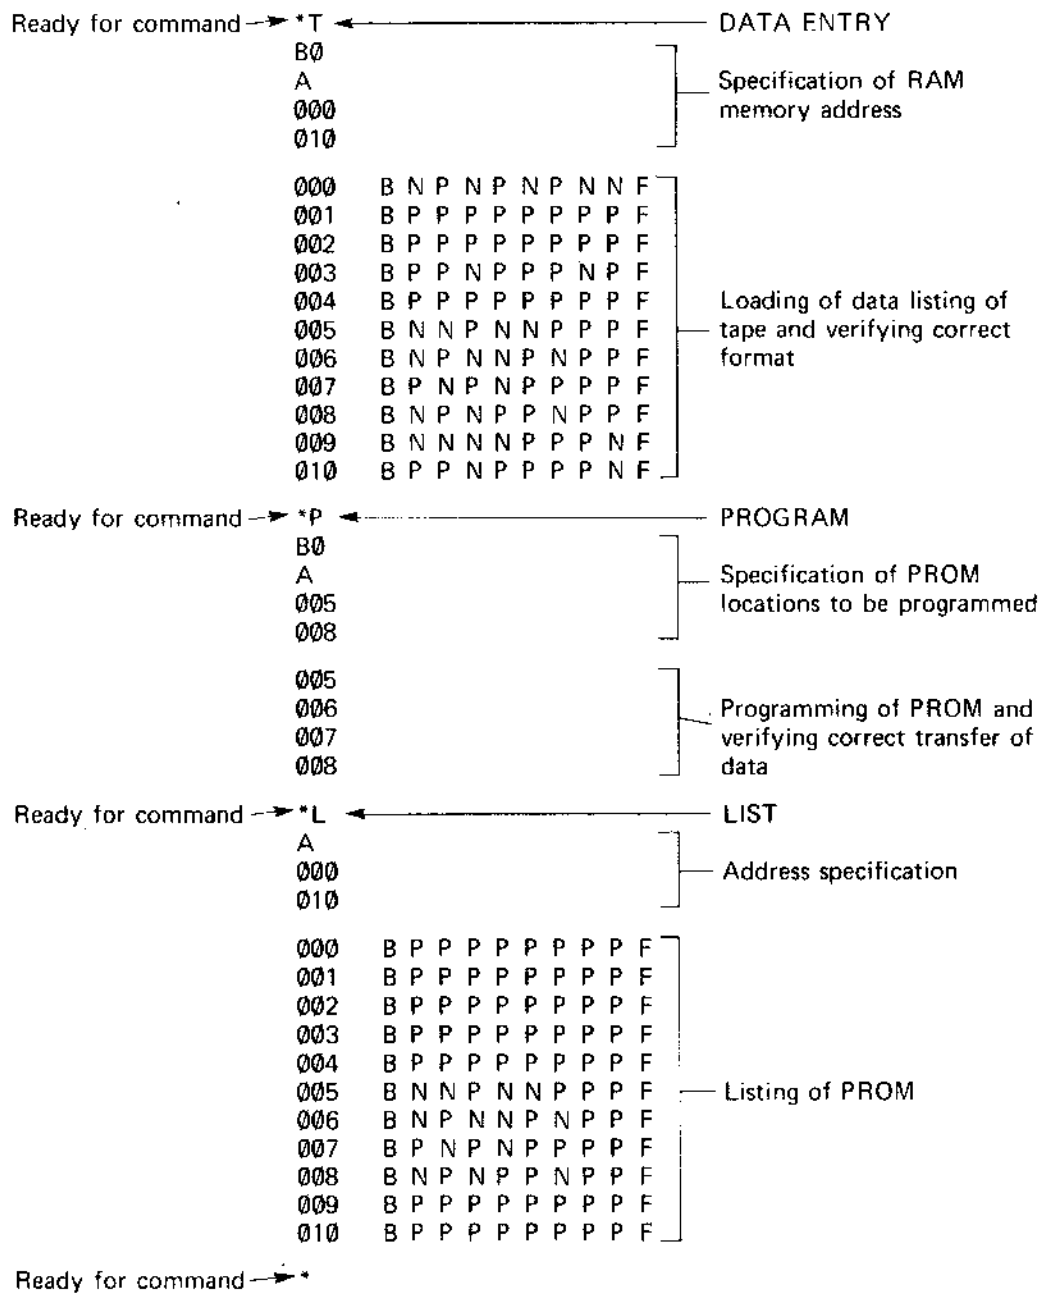 Ready for command *T DATA ENTRY
BØ
A Specification of RAM
ØØØ memory address
Ø1Ø
ØØØ B N P N P N P N N F
ØØ1 B P P P P P P P P F
ØØ2 B P P P P P P P P F
ØØ3 B P P N P P P N P F
ØØ4 B P P P P P P P P F Loading of data listing of
ØØ5 B N N P N N P P P F tape and verifying correct
ØØ6 B N P N N P N P P F format
ØØ7 B P N P N P P P P F
ØØ8 B N P N P P N P P F
ØØ9 B N N N N P P P N F
Ø1Ø B P P N P P P P N F
Ready for command *P PROGRAM
BØ
A Specification of PROM
ØØ5 locations to be programmed
ØØ8
ØØ5
ØØ6 Programming of PROM and
ØØ7 verifying correct transfer of
ØØ8 data
Ready for command *L LIST
A
ØØØ Address specification
Ø1Ø
ØØØ B P P P P P P P P F
ØØ1 B P P P P P P P P F
ØØ2 B P P P P P P P P F
ØØ3 B P P P P P P P P F
ØØ4 B P P P P P P P P F
ØØ5 B N N P N N P P P F Listing of PROM
ØØ6 B N P N N P N P P F
ØØ7 B P N P N P P P P F
ØØ8 B N P N P P N P P F
ØØ9 B P P P P P P P P F
Ø1Ø B P P P P P P P P F
Ready for command *